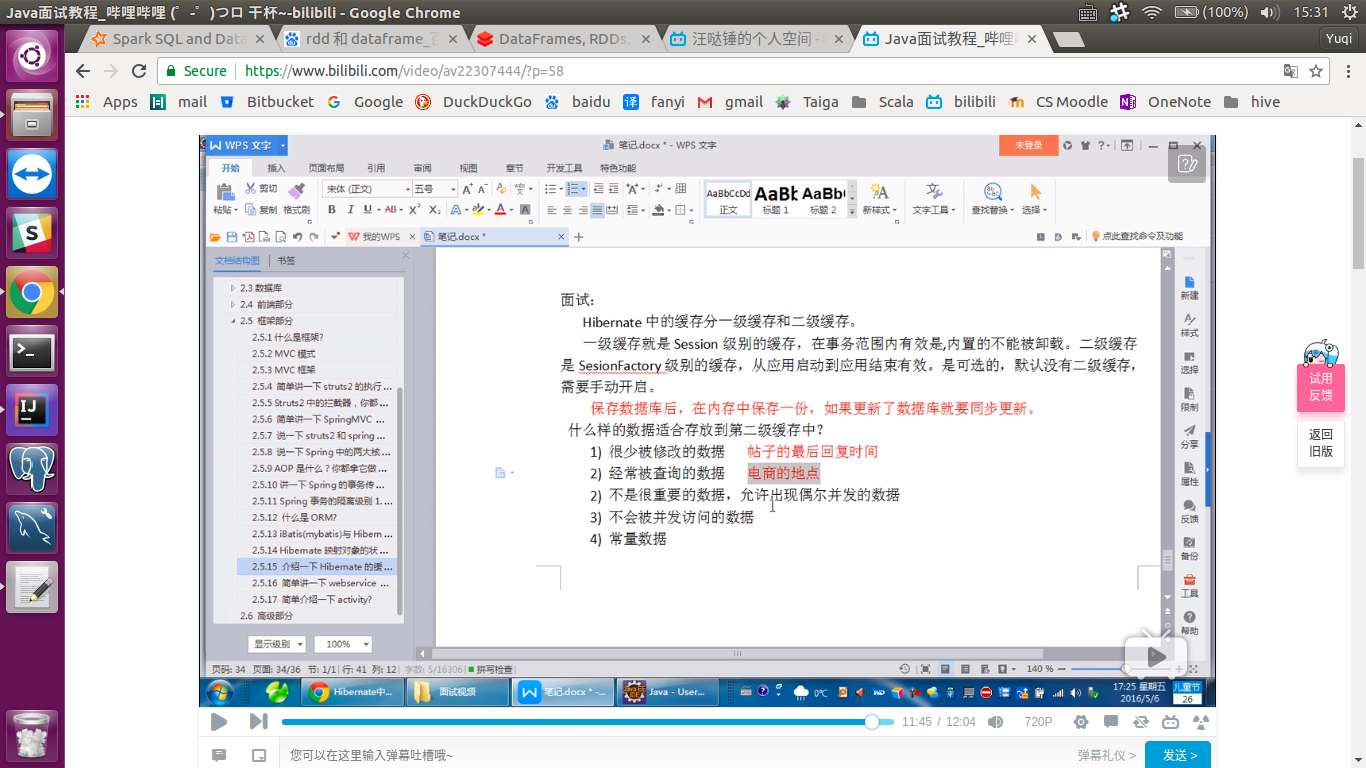 Java面试教程_哔哩哔哩 (゜-゜)つロ 干杯~-bilibili - Google Chrome
(100%)
15:31
Spark SQL and Data
rdd 和 dataframe_
DataFrames, RDDs,
汪哒锤的个人空间 -
Java面试教程_哔哩
Yuqi
Secure
https://www.bilibili.com/video/av22307444/?p=58
Apps
mail
Bitbucket
Google
DuckDuckGo
baidu
fanyi
gmail
Taiga
Scala
bilibili
CS Moodle
OneNote
hive
WPS 文字
笔记.docx * - WPS 文字
未登录
开始
插入
页面布局
引用
审阅
视图
章节
开发工具
特色功能
粘贴
剪切
复制
格式刷
宋体 (正文)
五号
AaBbCcDd
正文
AaBb
标题 1
AaBb
标题 2
新样式
文字工具
查找替换
选择
我的WPS
笔记.docx *
点此查找命令及功能
文档结构图
书签
2.3 数据库
2.4 前端部分
2.5 框架部分
2.5.1 什么是框架?
2.5.2 MVC 模式
2.5.3 MVC 框架
2.5.4 简单讲一下 struts2 的执行 ...
2.5.5 Struts2 中的拦截器，你都 ...
2.5.6 简单讲一下 SpringMVC ...
2.5.7 说一下 struts2 和 spring ...
2.5.8 说一下 Spring 中的两大核 ...
2.5.9 AOP 是什么？你都拿它做 ...
2.5.10 讲一下 Spring 的事务传 ...
2.5.11 Spring 事务的隔离级别 1. ...
2.5.12 什么是 ORM?
2.5.13 iBatis(mybatis)与 Hibern ...
2.5.14 Hibernate 映射对象的状 ...
2.5.15 介绍一下 Hibernate 的缓 ...
2.5.16 简单讲一下 webservice ...
2.5.17 简单介绍一下 activity?
2.6 高级部分
显示级别
100%
面试：
Hibernate 中的缓存分一级缓存和二级缓存。
一级缓存就是 Session 级别的缓存，在事务范围内有效是,内置的不能被卸载。二级缓存
是 SesionFactory 级别的缓存，从应用启动到应用结束有效。是可选的，默认没有二级缓存，
需要手动开启。
保存数据库后，在内存中保存一份，如果更新了数据库就要同步更新。
什么样的数据适合存放到第二级缓存中?
1) 很少被修改的数据 帖子的最后回复时间
2) 经常被查询的数据 电商的地点
2) 不是很重要的数据，允许出现偶尔并发的数据
3) 不会被并发访问的数据
4) 常量数据
新建
样式
选择
限制
分享
属性
反馈
备份
工具
帮助
页码: 34 页面: 34/36 节: 1/1 行: 41 列: 12 字数: 5/16306 拼写检查
140 %
Hibernate中...
面试视频
笔记.docx * -...
Java - User...
0℃
17:25 星期五
2016/5/6
儿童节
26
11:45 / 12:04
720P
您可以在这里输入弹幕吐槽哦~
弹幕礼仪 >
发送 >
试用
反馈
返回
旧版